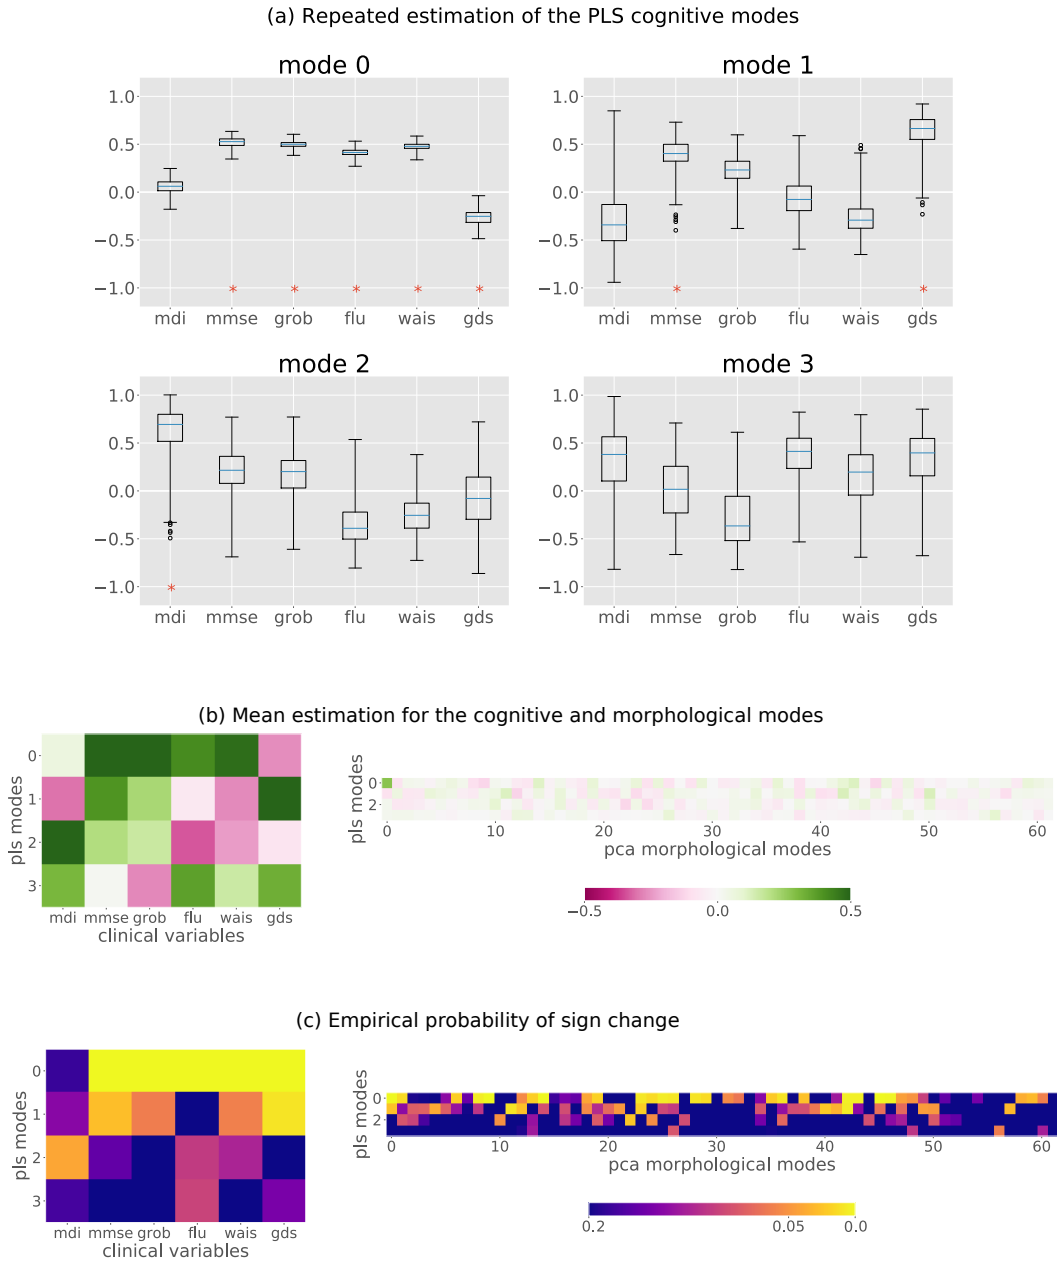 (a) Repeated estimation of the PLS cognitive modes
mode 0
1.0
0.5
0.0
−0.5
−1.0
* * * * *
mdi mmse grob flu wais gds
mode 1
1.0
0.5
0.0
−0.5
−1.0
* *
mdi mmse grob flu wais gds
mode 2
1.0
0.5
0.0
−0.5
−1.0
*
mdi mmse grob flu wais gds
mode 3
1.0
0.5
0.0
−0.5
−1.0
mdi mmse grob flu wais gds
(b) Mean estimation for the cognitive and morphological modes
pls modes
0
1
2
3
mdi mmse grob flu wais gds
clinical variables
pls modes
0
2
0 10 20 30 40 50 60
pca morphological modes
−0.5 0.0 0.5
(c) Empirical probability of sign change
pls modes
0
1
2
3
mdi mmse grob flu wais gds
clinical variables
pls modes
0
2
0 10 20 30 40 50 60
pca morphological modes
0.2 0.05 0.0